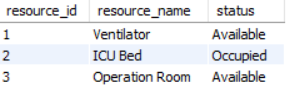 resource_id resource_name status
1 Ventilator Available
2 ICU Bed Occupied
3 Operation Room Available